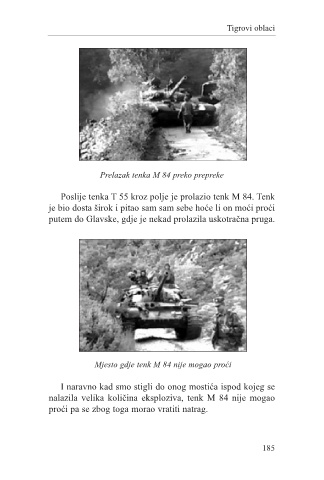 Tigrovi oblaci
Prelazak tenka M 84 preko prepreke
Poslije tenka T 55 kroz polje je prolazio tenk M 84. Tenk
je bio dosta širok i pitao sam sam sebe hoće li on moći proći
putem do Glavske, gdje je nekad prolazila uskotračna pruga.
Mjesto gdje tenk M 84 nije mogao proći
I naravno kad smo stigli do onog mostića ispod kojeg se
nalazila velika količina eksploziva, tenk M 84 nije mogao
proći pa se zbog toga morao vratiti natrag.
185